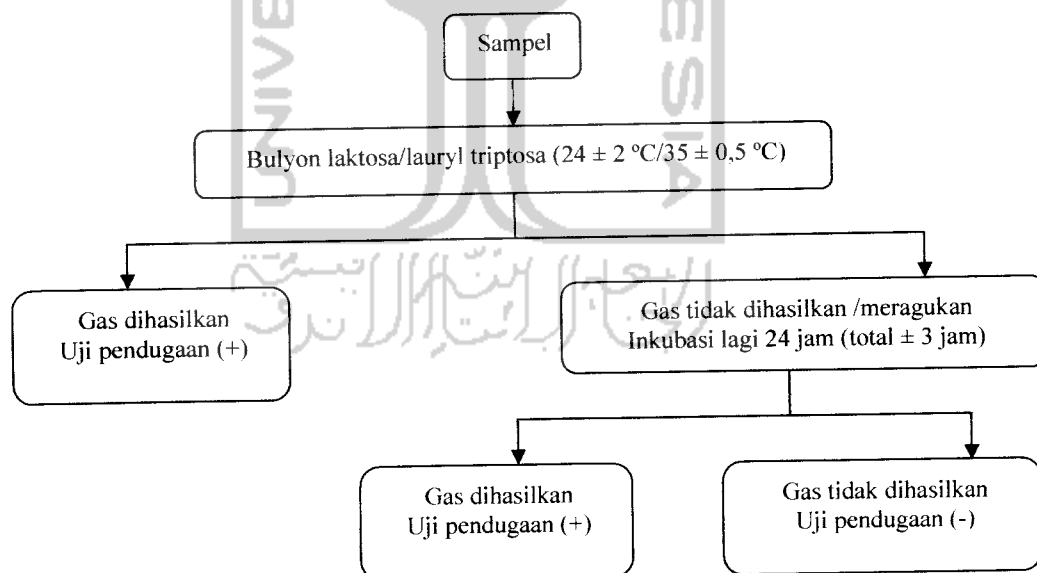 Sampel
Bulyon laktosa/lauryl triptosa (24 ± 2 ºC/35 ± 0,5 ºC)
Gas dihasilkan
Uji pendugaan (+)
Gas tidak dihasilkan /meragukan
Inkubasi lagi 24 jam (total ± 3 jam)
Gas dihasilkan
Uji pendugaan (+)
Gas tidak dihasilkan
Uji pendugaan (-)